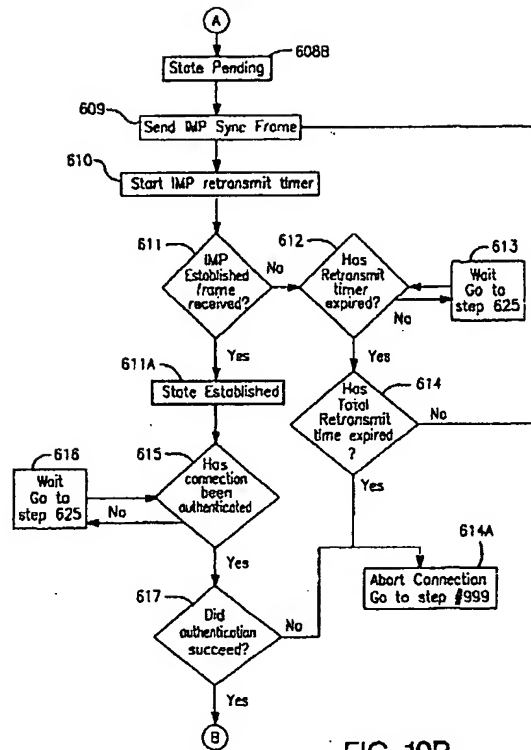 A
608B
State Pending
609
Send IMP Sync Frame
610
Start IMP retransmit timer
611
IMP
Established
frame
received?
No
612
Has
Retransmit
timer
expired?
613
Wait
Go to
step 625
No
Yes
Yes
611A
State Established
614
Has
Total
Retransmit
time expired
?
No
616
Wait
Go to
step 625
615
Has
connection
been
authenticated
No
Yes
Yes
614A
Abort Connection
Go to step #999
617
Did
authentication
succeed?
No
Yes
B
FIG. 10B